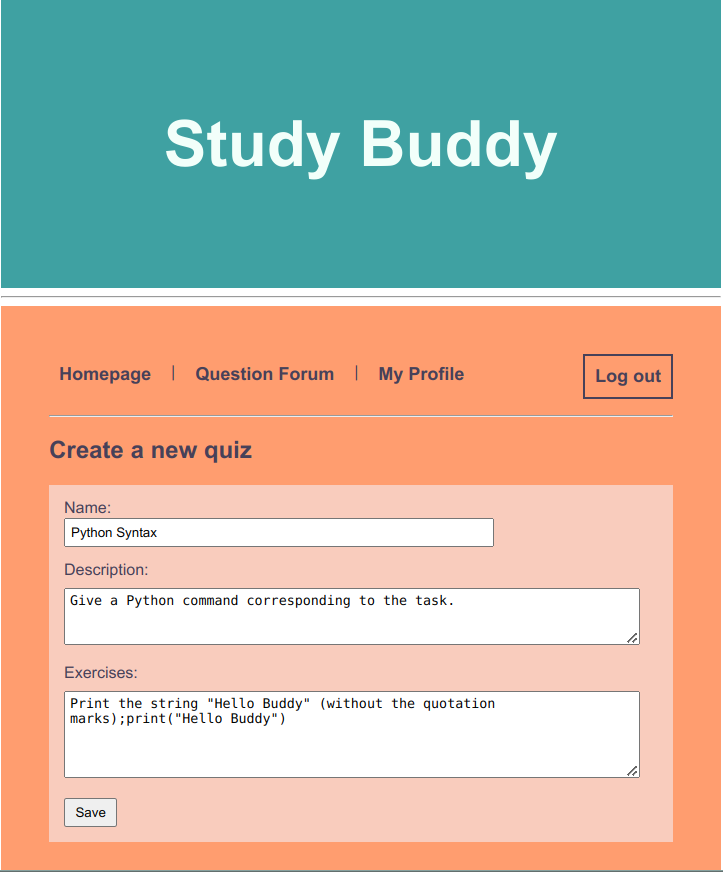 Study Buddy
Homepage | Question Forum | My Profile Log out
Create a new quiz
Name:
Python Syntax
Description:
Give a Python command corresponding to the task.
Exercises:
Print the string "Hello Buddy" (without the quotation
marks);print("Hello Buddy")
Save